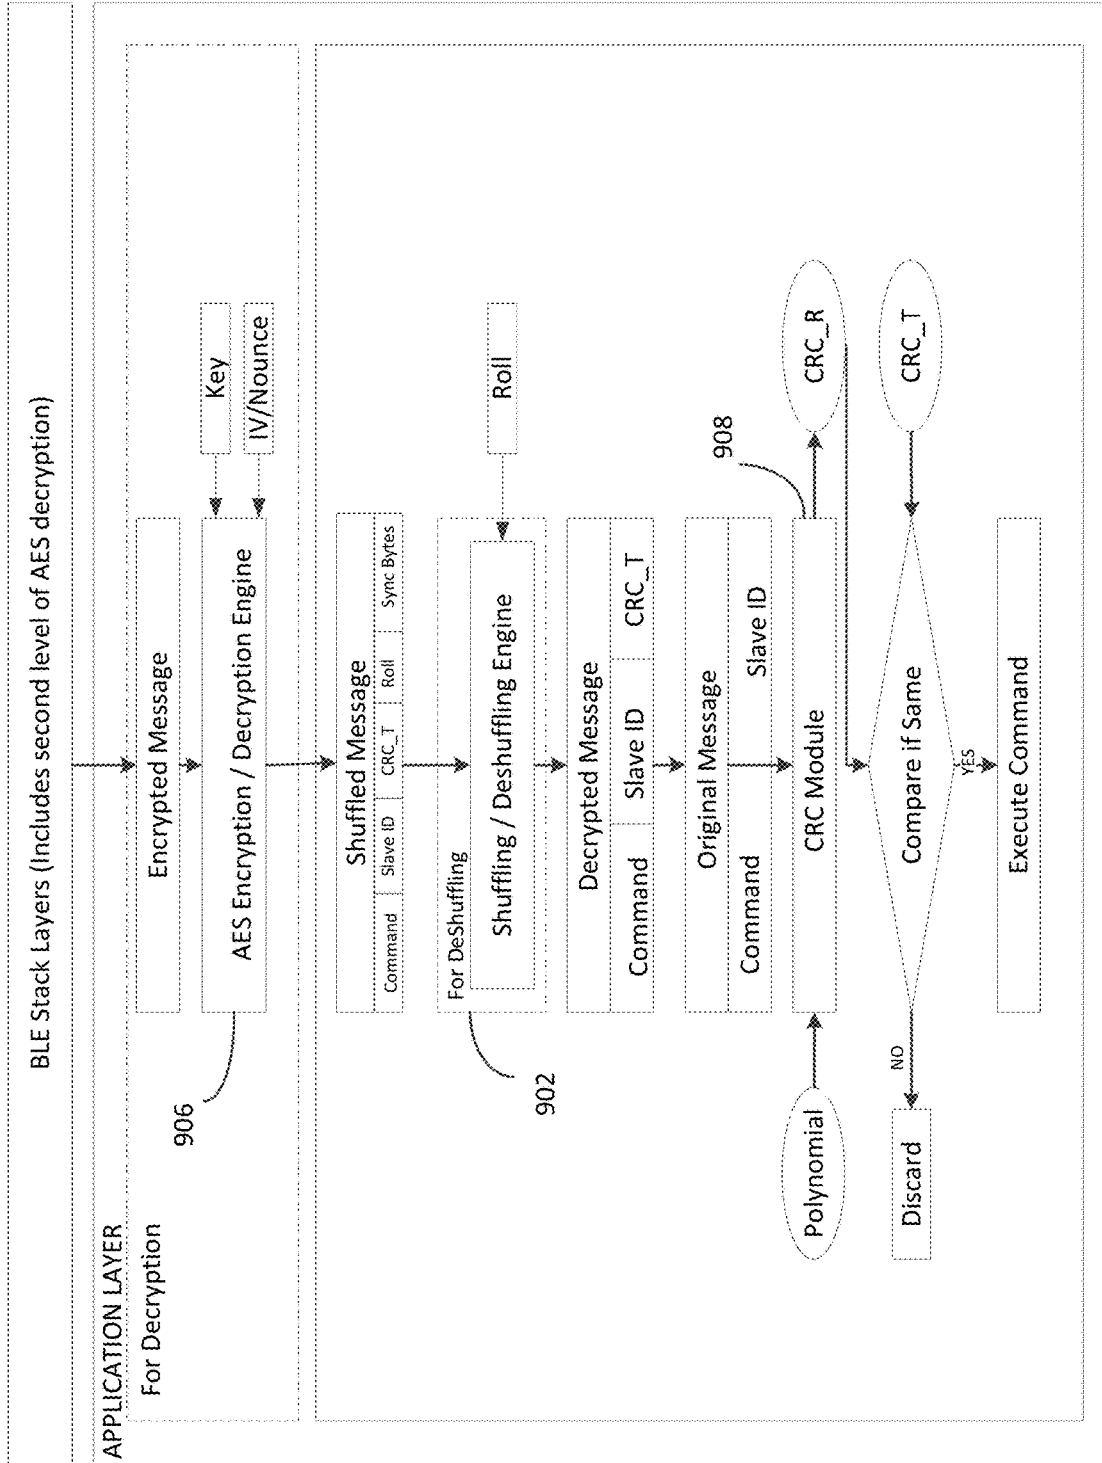 BLE Stack Layers (Includes second level of AES decryption)
APPLICATION LAYER
For Decryption
Encrypted Message
906
AES Encryption / Decryption Engine
Key
IV/Nounce
Shuffled Message
Command Slave ID CRC_T Roll Sync Bytes
For DeShuffling
Shuffling / Deshuffling Engine
Roll
902
Decrypted Message
Command Slave ID CRC_T
Original Message
Command Slave ID
908
Polynomial
CRC Module
CRC_R
Discard
NO
Compare if Same
CRC_T
YES
Execute Command